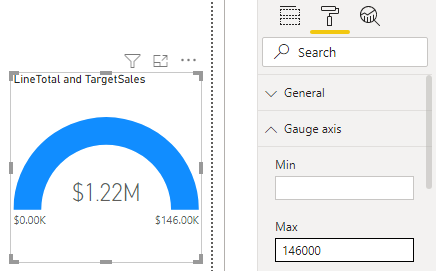 LineTotal and TargetSales
$1.22M
$0.00K
$146.00K
Search
General
Gauge axis
Min
Max
146000